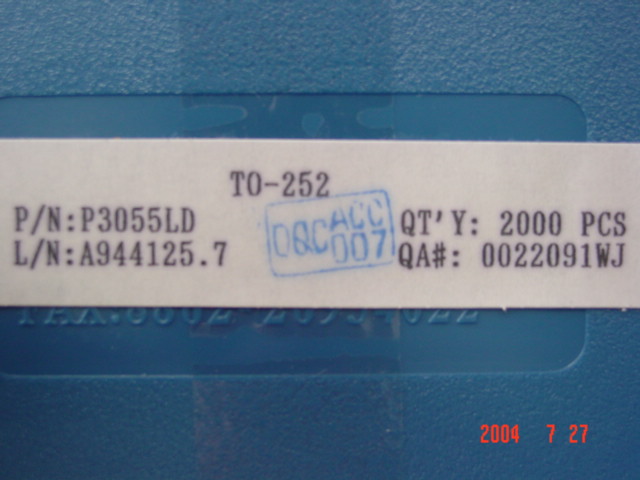 TO-252
P/N:P3055LD
QT'Y: 2000 PCS
L/N:A944125.7
QA#: 0022091WJ
OQC ACC 007
2004 7 27